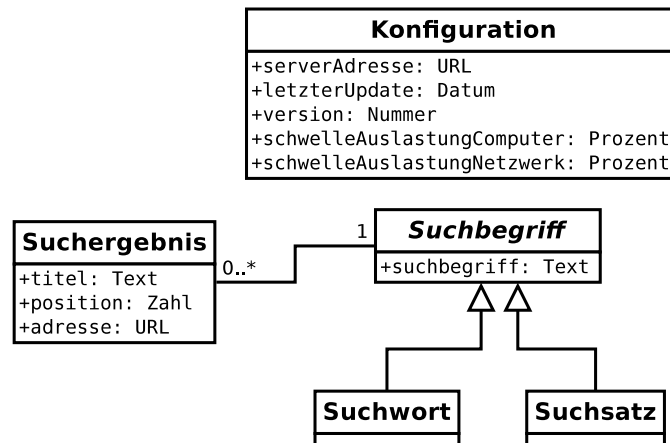 Konfiguration
+serverAdresse: URL
+letzterUpdate: Datum
+version: Nummer
+schwelleAuslastungComputer: Prozent
+schwelleAuslastungNetzwerk: Prozent
Suchergebnis
+titel: Text
+position: Zahl
+adresse: URL
0..*
1
Suchbegriff
+suchbegriff: Text
Suchwort
Suchsatz